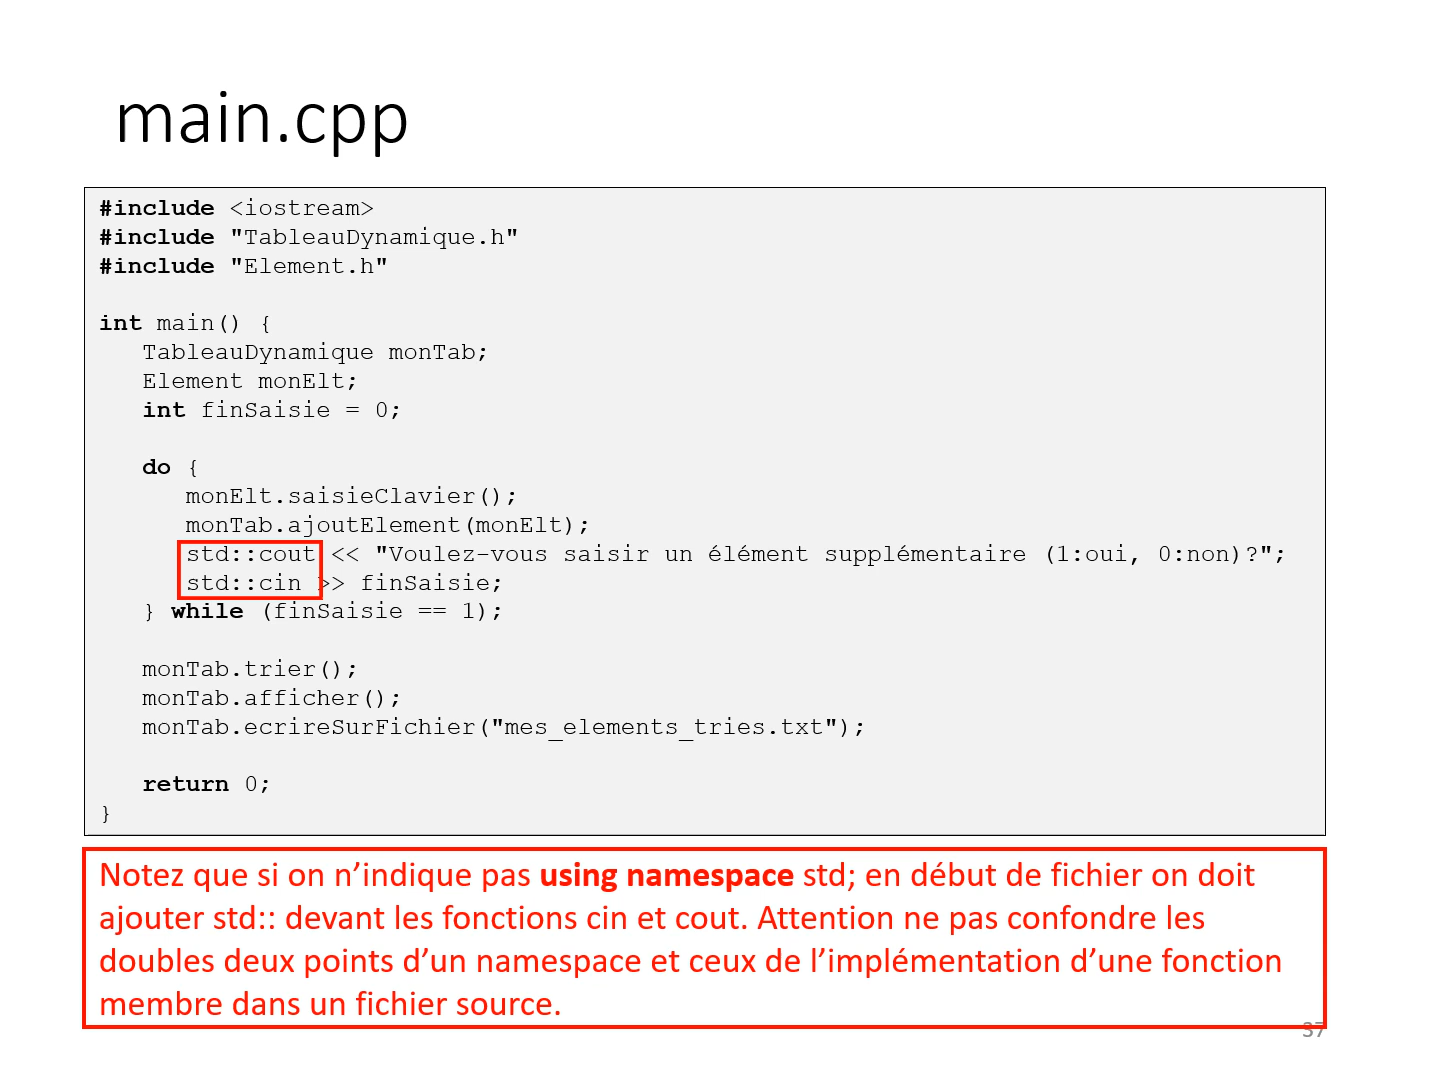 main.cpp
#include <iostream>
#include "TableauDynamique.h"
#include "Element.h"
int main() {
TableauDynamique monTab;
Element monElt;
int finSaisie = 0;
do {
monElt.saisieClavier();
monTab.ajoutElement(monElt);
std::cout << "Voulez-vous saisir un élément supplémentaire (1:oui, 0:non)?";
std::cin >> finSaisie;
} while (finSaisie == 1);
monTab.trier();
monTab.afficher();
monTab.ecrireSurFichier("mes_elements_tries.txt");
return 0;
}
Notez que si on n’indique pas using namespace std; en début de fichier on doit
ajouter std:: devant les fonctions cin et cout. Attention ne pas confondre les
doubles deux points d’un namespace et ceux de l’implémentation d’une fonction
membre dans un fichier source.
37